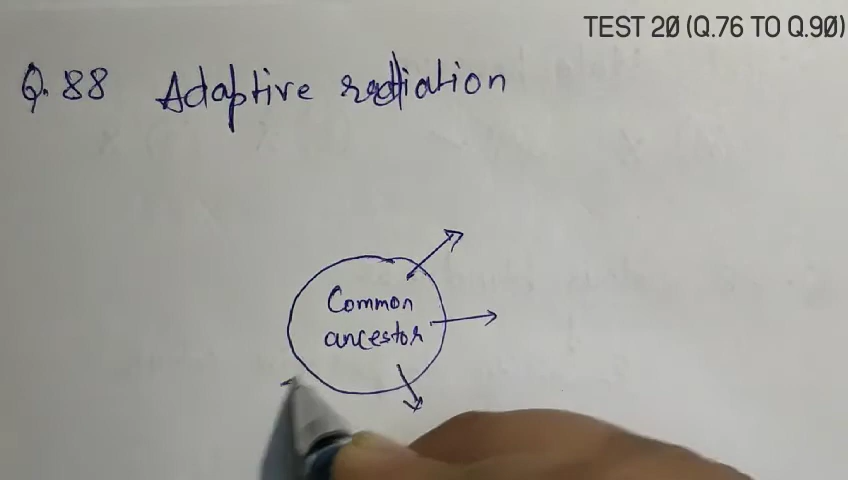 TEST 20 (Q.76 TO Q.90)
Q.88 Adaptive radiation
Common
ancestor